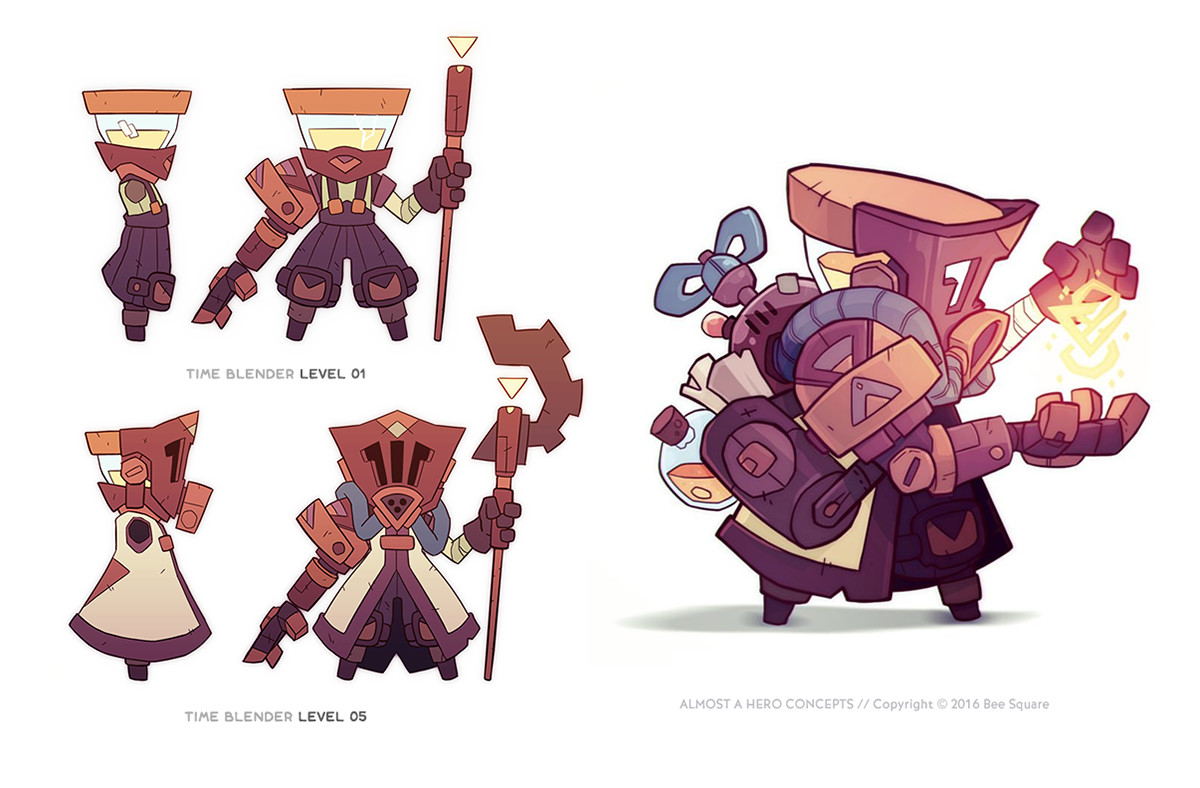 TIME BLENDER LEVEL 01
TIME BLENDER LEVEL 05
ALMOST A HERO CONCEPTS // Copyright © 2016 Bee Square